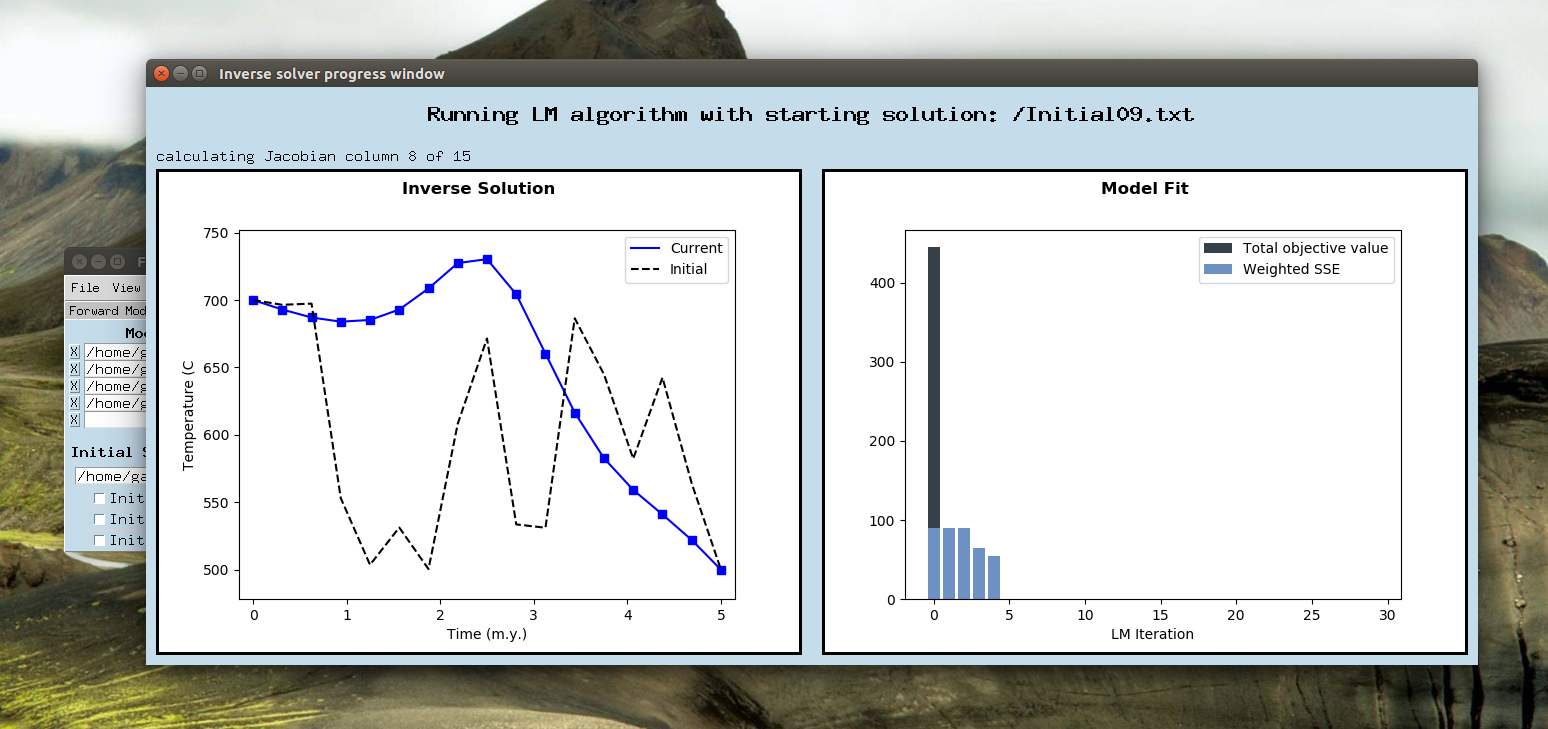 Inverse solver progress window
Running LM algorithm with starting solution: /Initial09.txt
calculating Jacobian column 8 of 15
Inverse Solution
750
700
650
600
550
500
Temperature (C
0 1 2 3 4 5
Time (m.y.)
Current
Initial
Model Fit
400
300
200
100
0
0 5 10 15 20 25 30
LM Iteration
Total objective value
Weighted SSE
File View
Forward Mod
X /home/g
X /home/g
X /home/g
X /home/g
X
Initial
/home/ga
Init
Init
Init